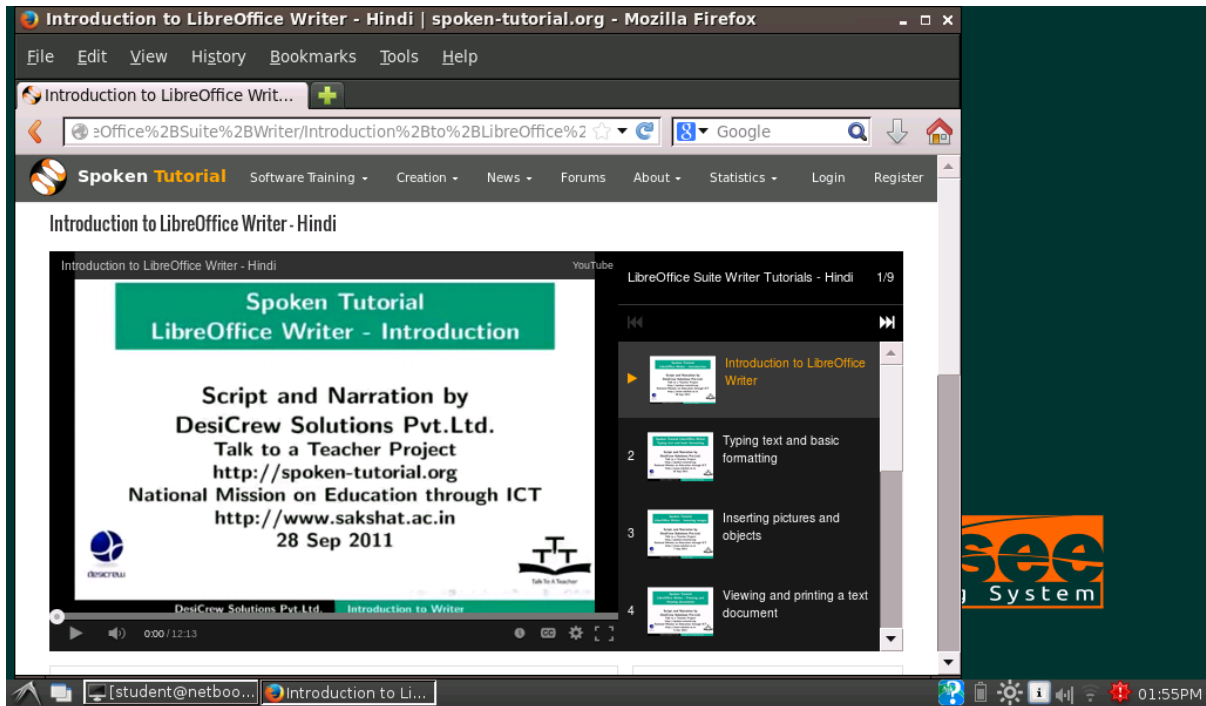 Introduction to LibreOffice Writer - Hindi | spoken-tutorial.org - Mozilla Firefox
File Edit View History Bookmarks Tools Help
Introduction to LibreOffice Writ...
eOffice%2BSuite%2BWriter/Introduction%2Bto%2BLibreOffice%2 Google
Spoken Tutorial Software Training Creation News Forums About Statistics Login Register
Introduction to LibreOffice Writer - Hindi
Introduction to LibreOffice Writer - Hindi YouTube
Spoken Tutorial
LibreOffice Writer - Introduction
Script and Narration by
DesiCrew Solutions Pvt.Ltd.
Talk to a Teacher Project
http://spoken-tutorial.org
National Mission on Education through ICT
http://www.sakshat.ac.in
28 Sep 2011
desicrew
Talk To A Teacher
DesiCrew Solutions Pvt.Ltd. Introduction to Writer
0:00 / 12:13
LibreOffice Suite Writer Tutorials - Hindi 1/9
Introduction to LibreOffice
Writer
2 Typing text and basic
formatting
3 Inserting pictures and
objects
4 Viewing and printing a text
document
see
System
[student@netboo... Introduction to Li... 01:55PM